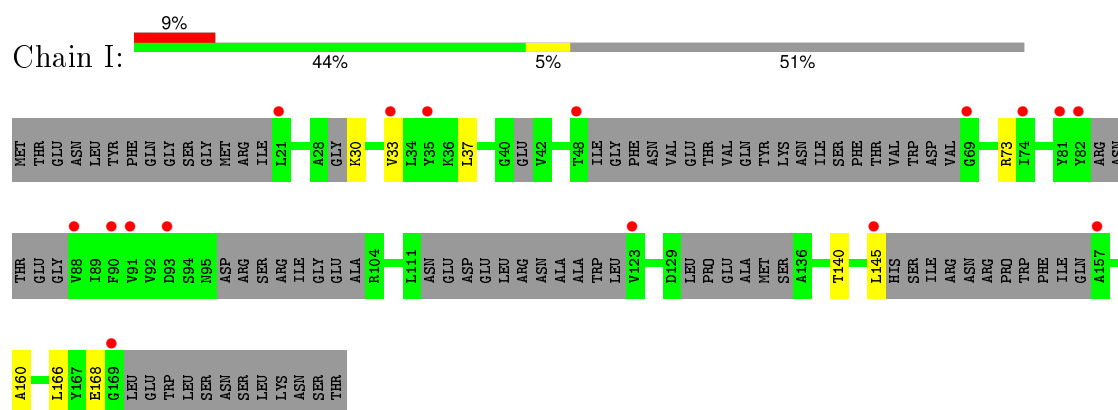 9%
Chain I:
44% 5% 51%
MET THR GLU ASN LEU TYR PHE GLN GLY SER GLY MET ARG ILE L21 A28 GLY K30 V33 L34 Y35 K36 L37 G40 GLU V42 T48 ILE GLY PHE ASN VAL GLU THR VAL GLN TYR LYS ASN ILE SER PHE THR VAL TRP ASP VAL G69 R73 I74 Y81 Y82 ARG ASN
THR GLU GLY V88 I89 F90 V91 V92 D93 S94 N95 ASP ARG SER ARG ILE GLY GLU ALA R104 L111 ASN GLU ASP GLU LEU ARG ASN ALA ALA TRP LEU V123 D129 LEU PRO GLU ALA MET SER A136 T140 L145 HIS SER ILE ARG ASN ARG PRO TRP PHE ILE GLN A157
A160 L166 Y167 E168 G169 LEU GLU TRP LEU SER ASN SER LEU LYS ASN SER THR